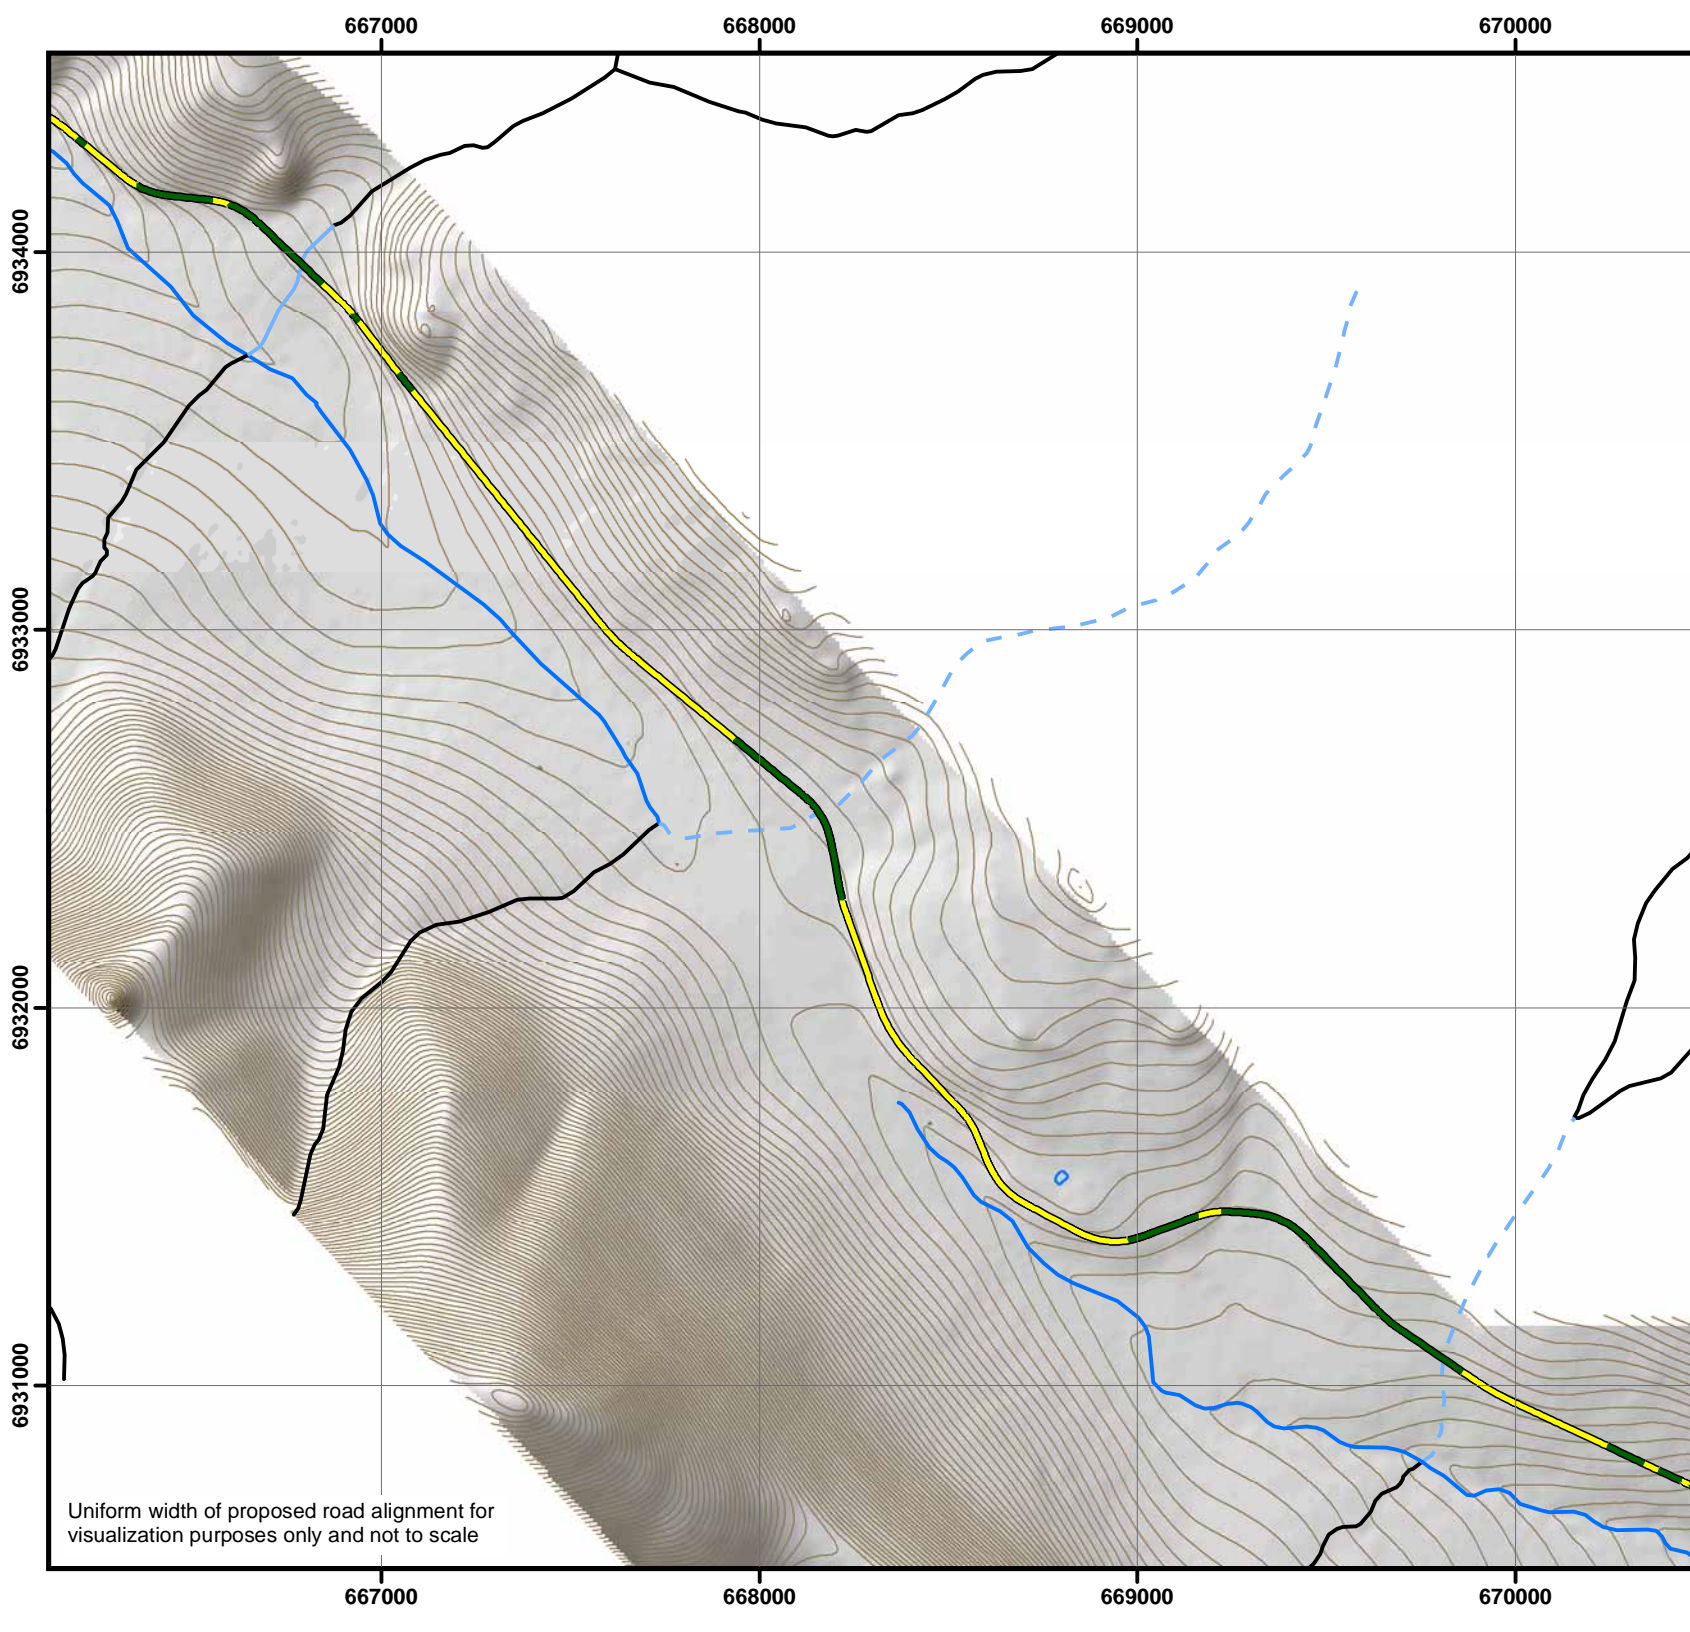 667000 668000 669000 670000
6934000
6933000
6932000
6931000
Uniform width of proposed road alignment for
visualization purposes only and not to scale
667000 668000 669000 670000